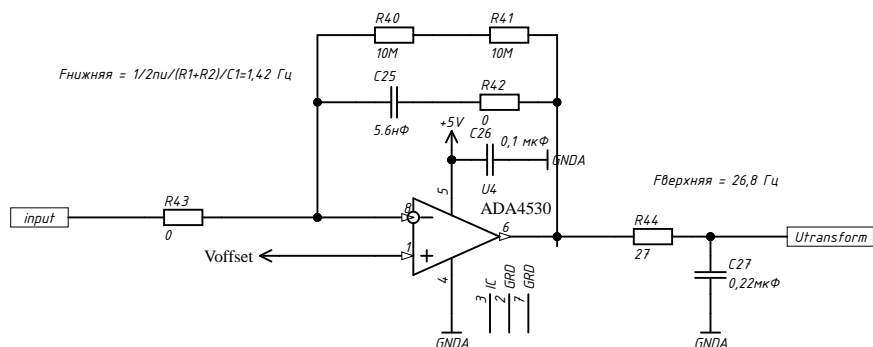 R40
R41
10М
10М
Fнижняя = 1/2пи/(R1+R2)/C1=1,42 Гц
C25
R42
5.6нФ
0
+5V
C26
0,1 мкФ
GNDA
U4
5
ADA4530
Fверхняя = 26,8 Гц
input
R43
0
8
6
R44
27
Utransform
Voffset
1
4
3 IC
2 GRD
7 GRD
C27
0,22мкФ
GNDA
GNDA